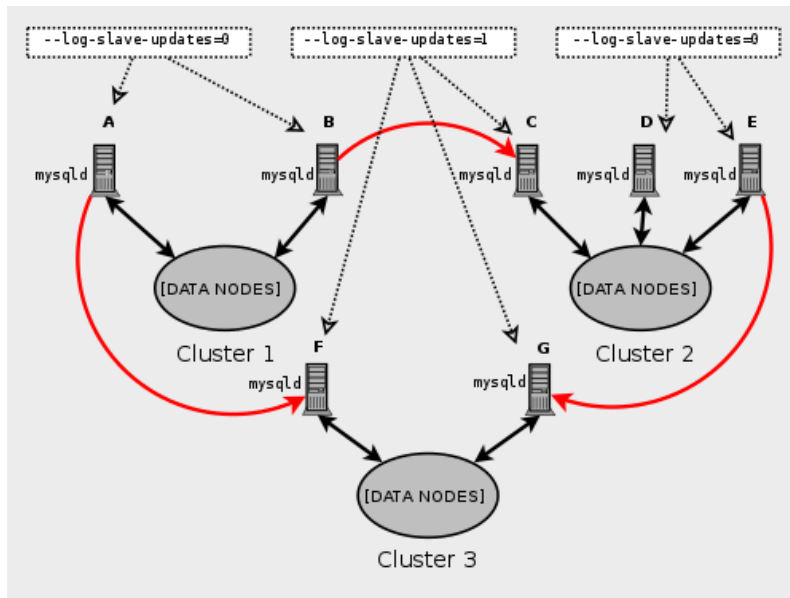 --log-slave-updates=0
--log-slave-updates=1
--log-slave-updates=0
A
B
C
D
E
mysqld
mysqld
mysqld
mysqld
mysqld
[DATA NODES]
[DATA NODES]
Cluster 1
Cluster 2
F
G
mysqld
mysqld
[DATA NODES]
Cluster 3